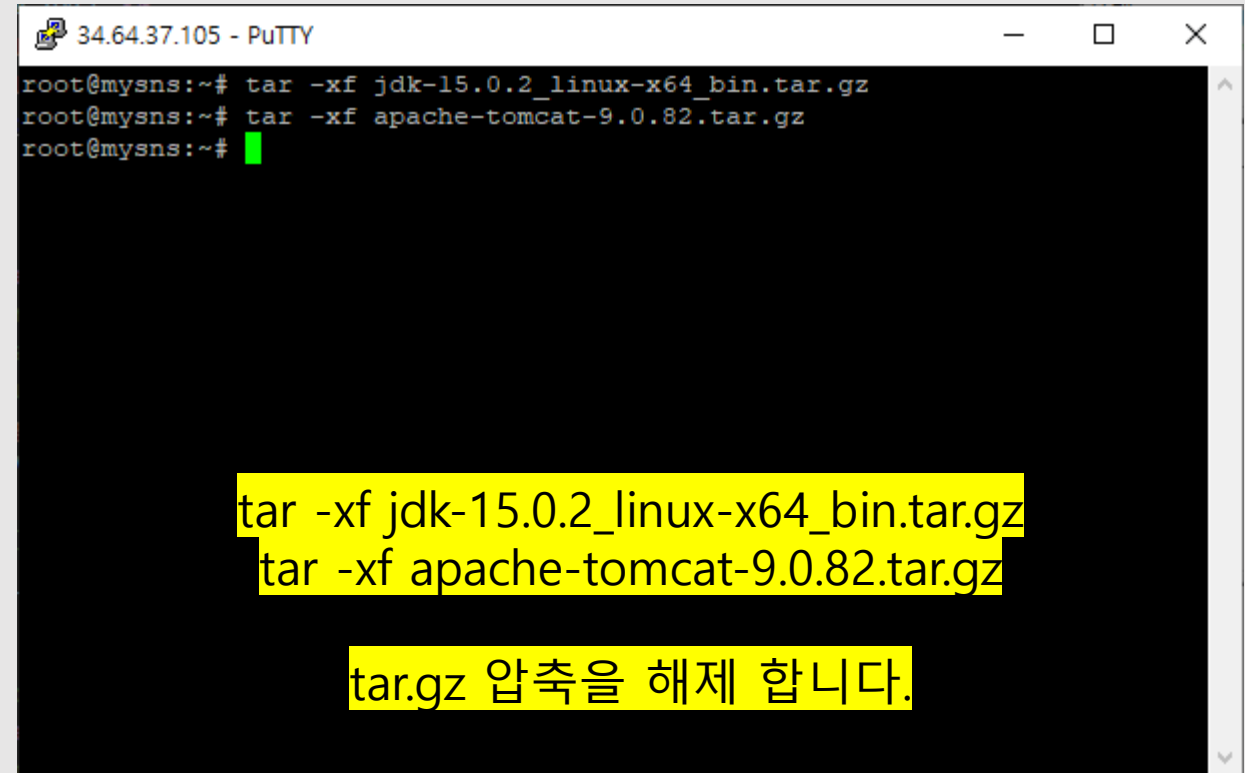 34.64.37.105 - PuTTY
root@mysns:~# tar -xf jdk-15.0.2_linux-x64_bin.tar.gz
root@mysns:~# tar -xf apache-tomcat-9.0.82.tar.gz
root@mysns:~#
tar -xf jdk-15.0.2_linux-x64_bin.tar.gz
tar -xf apache-tomcat-9.0.82.tar.gz
tar.gz 압축을 해제 합니다.